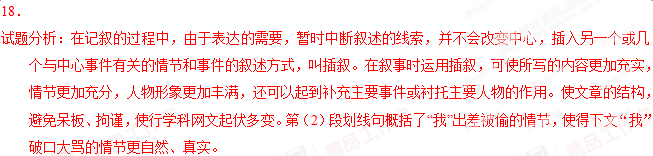 18.
试题分析：在记叙的过程中，由于表达的需要，暂时中断叙述的线索，并不会改变中心，插入另一个或几
个与中心事件有关的情节和事件的叙述方式，叫插叙。在叙事时运用插叙，可使所写的内容更加充实，
情节更加充分，人物形象更加丰满，还可以起到补充主要事件或衬托主要人物的作用。使文章的结构，
避免呆板、拘谨，使行学科网文起伏多变。第（2）段划线句概括了“我”出差被偷的情节，使得下文“我”
破口大骂的情节更自然、真实。